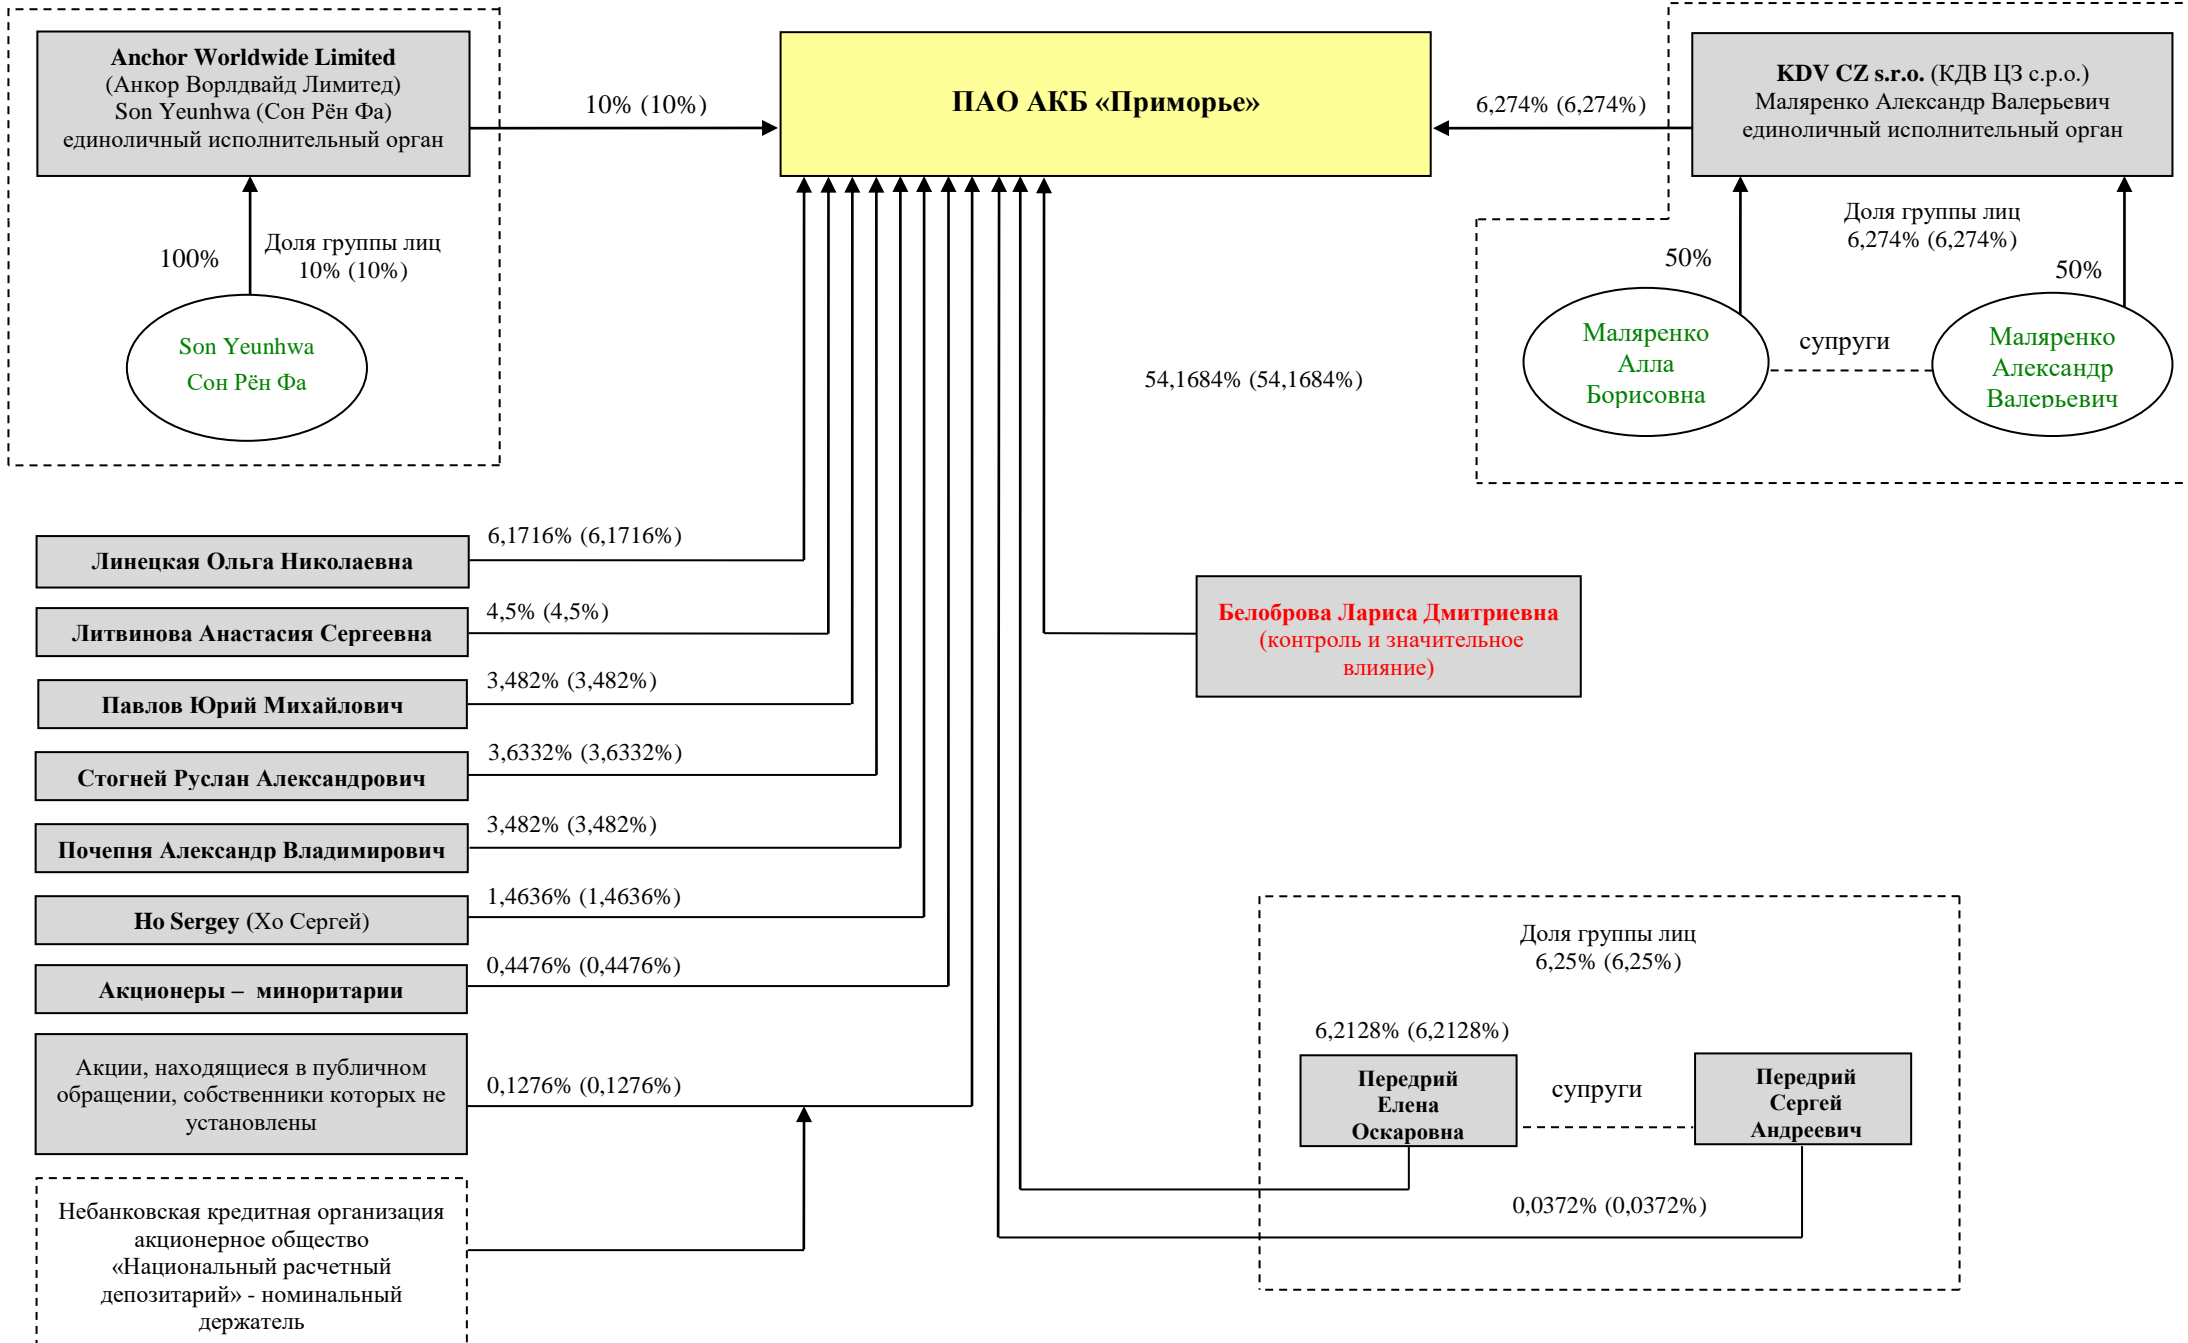 Anchor Worldwide Limited
(Анкор Ворлдвайд Лимитед)
Son Yeunhwa (Сон Рён Фа)
единоличный исполнительный орган
10% (10%)
ПАО АКБ «Приморье»
6,274% (6,274%)
KDV CZ s.r.o. (КДВ ЦЗ с.р.о.)
Маляренко Александр Валерьевич
единоличный исполнительный орган
100%
Доля группы лиц
10% (10%)
Son Yeunhwa
Сон Рён Фа
Доля группы лиц
6,274% (6,274%)
50%
50%
Маляренко
Алла
Борисовна
супруги
Маляренко
Александр
Валерьевич
54,1684% (54,1684%)
Линецкая Ольга Николаевна
6,1716% (6,1716%)
Литвинова Анастасия Сергеевна
4,5% (4,5%)
Павлов Юрий Михайлович
3,482% (3,482%)
Стогней Руслан Александрович
3,6332% (3,6332%)
Почепня Александр Владимирович
3,482% (3,482%)
Ho Sergey (Хо Сергей)
1,4636% (1,4636%)
Акционеры – миноритарии
0,4476% (0,4476%)
Акции, находящиеся в публичном
обращении, собственники которых не
установлены
0,1276% (0,1276%)
Небанковская кредитная организация
акционерное общество
«Национальный расчетный
депозитарий» - номинальный
держатель
Белоброва Лариса Дмитриевна
(контроль и значительное
влияние)
Доля группы лиц
6,25% (6,25%)
6,2128% (6,2128%)
Передрий
Елена
Оскаровна
супруги
Передрий
Сергей
Андреевич
0,0372% (0,0372%)